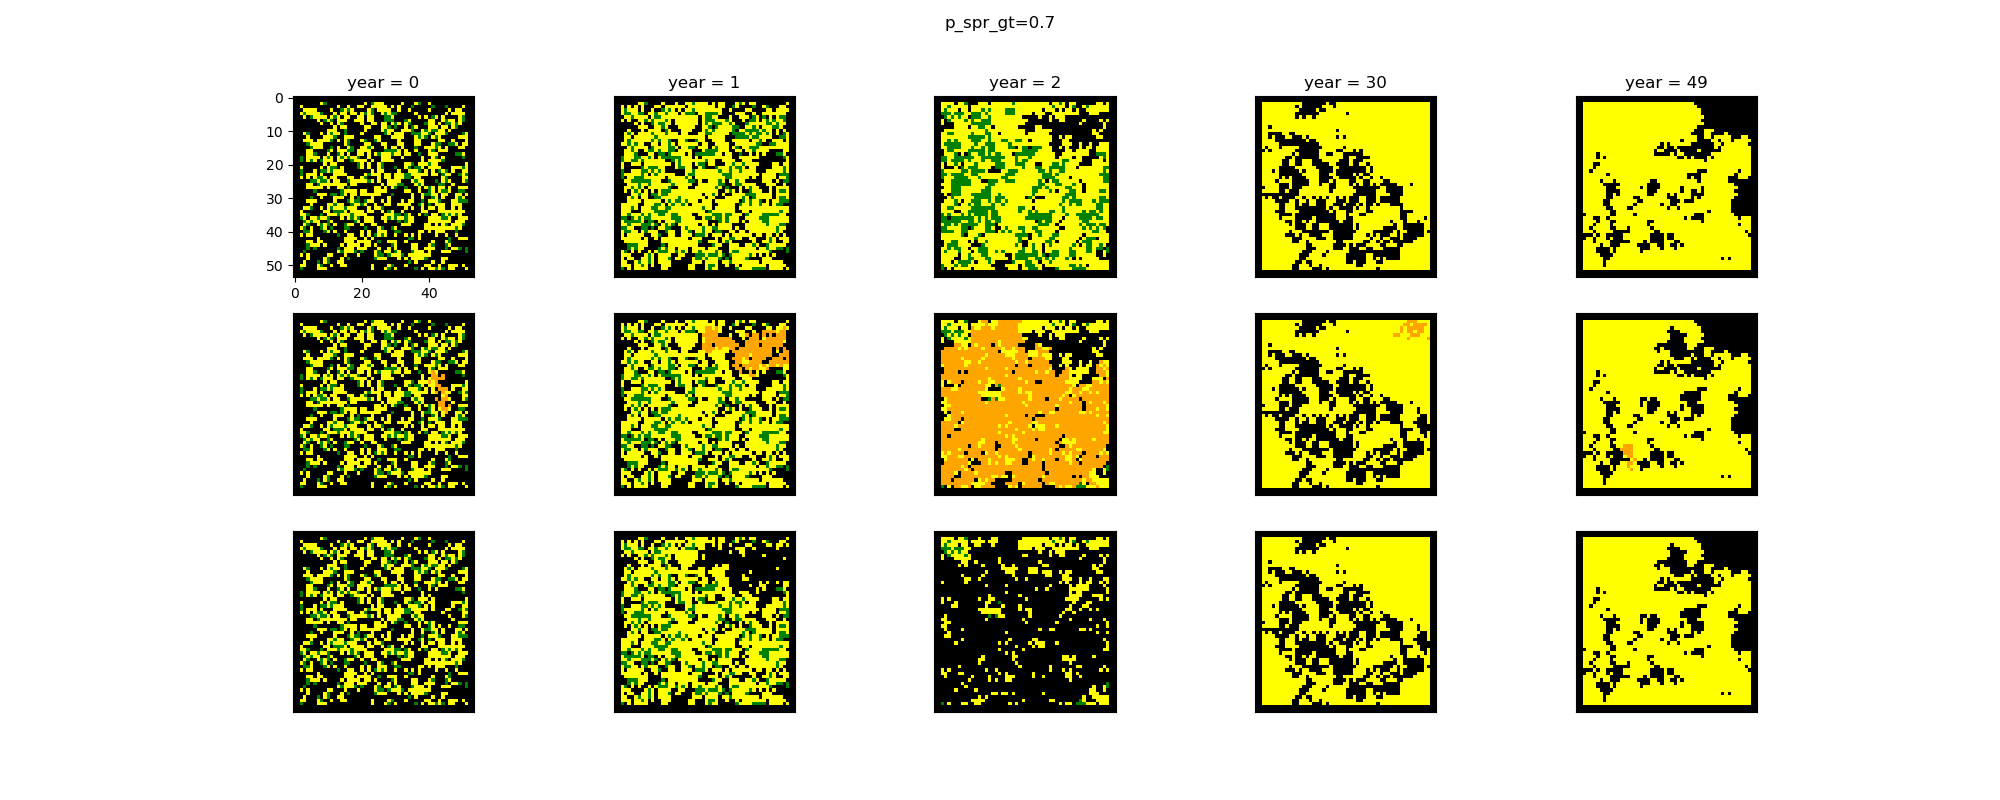 p_spr_gt=0.7
year = 0
year = 1
year = 2
year = 30
year = 49
0
10
20
30
40
50
0
20
40